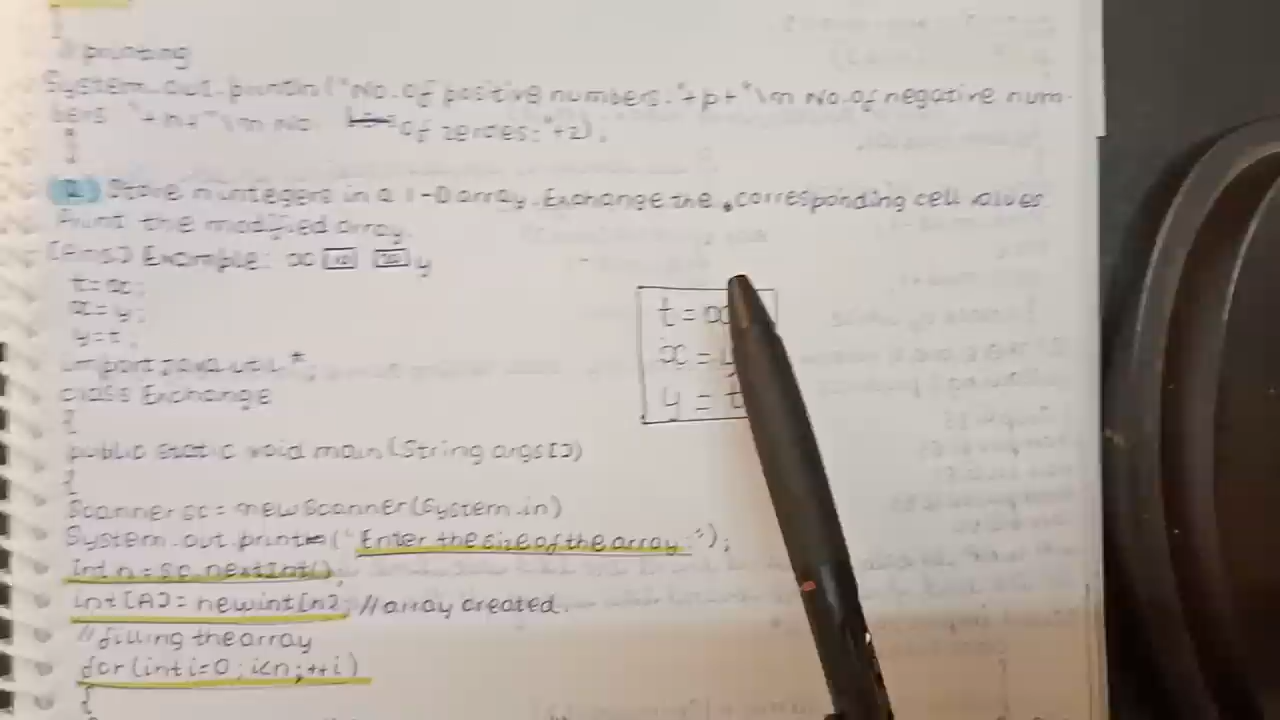 }
// printing
System.out.println("No. of positive numbers:"+p+"\n No. of negative num-
bers "+n+"\n No. of zeroes:"+z);
}
2) Store n integers in a 1-D array. Exchange the corresponding cell values.
Print the modified array.
[Ans] Example: x y
t=x;
x=y;
y=t;
import java.util.*;
class Exchange
{
public static void main(String args[])
{
Scanner sc = new Scanner(System.in)
System.out.print("Enter the size of the array:");
Int n = sc.nextInt();
int[A] = new int[n]; //array created.
// filling the array
for(int i=0; i<n; ++i)
{
t = x
x = y
y = t